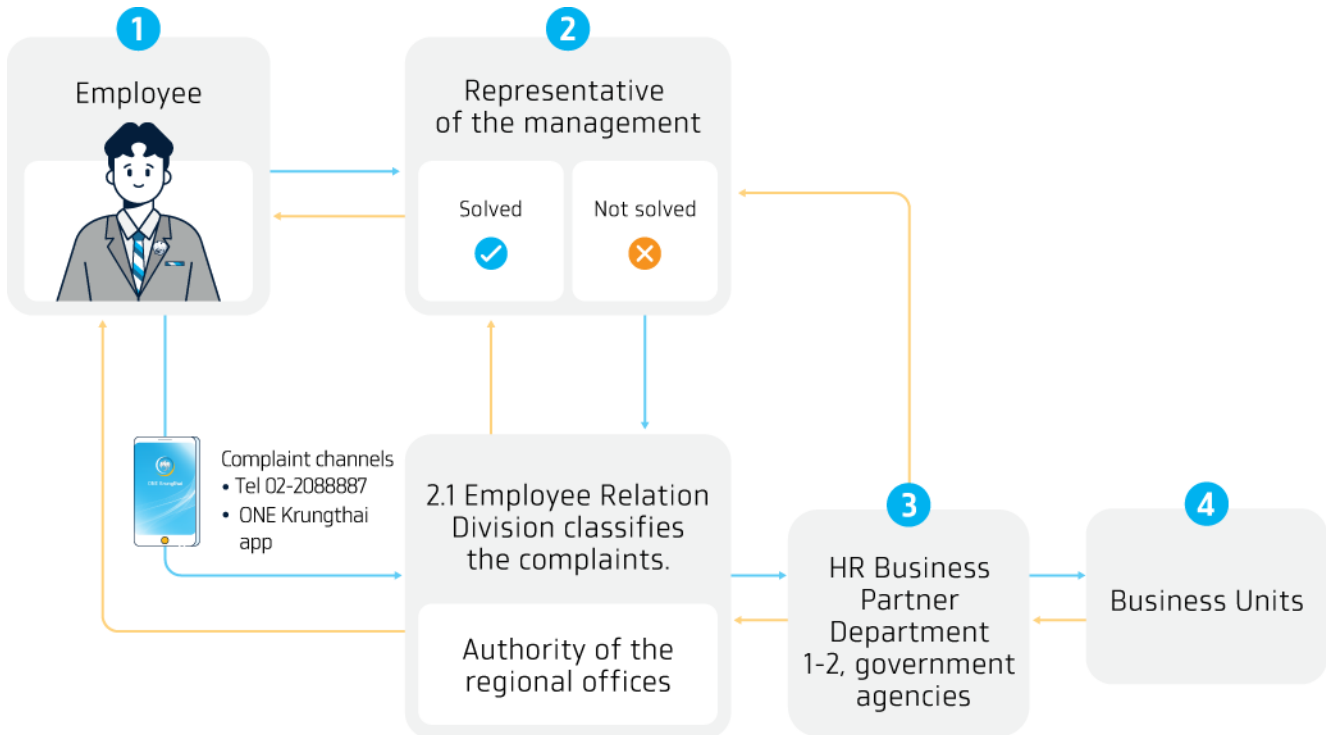 1
Employee
2
Representative
of the management
Solved
Not solved
Complaint channels
• Tel 02-2088887
• ONE Krungthai
app
ONE Krungthai
2.1 Employee Relation
Division classifies
the complaints.
Authority of the
regional offices
3
HR Business
Partner
Department
1-2, government
agencies
4
Business Units